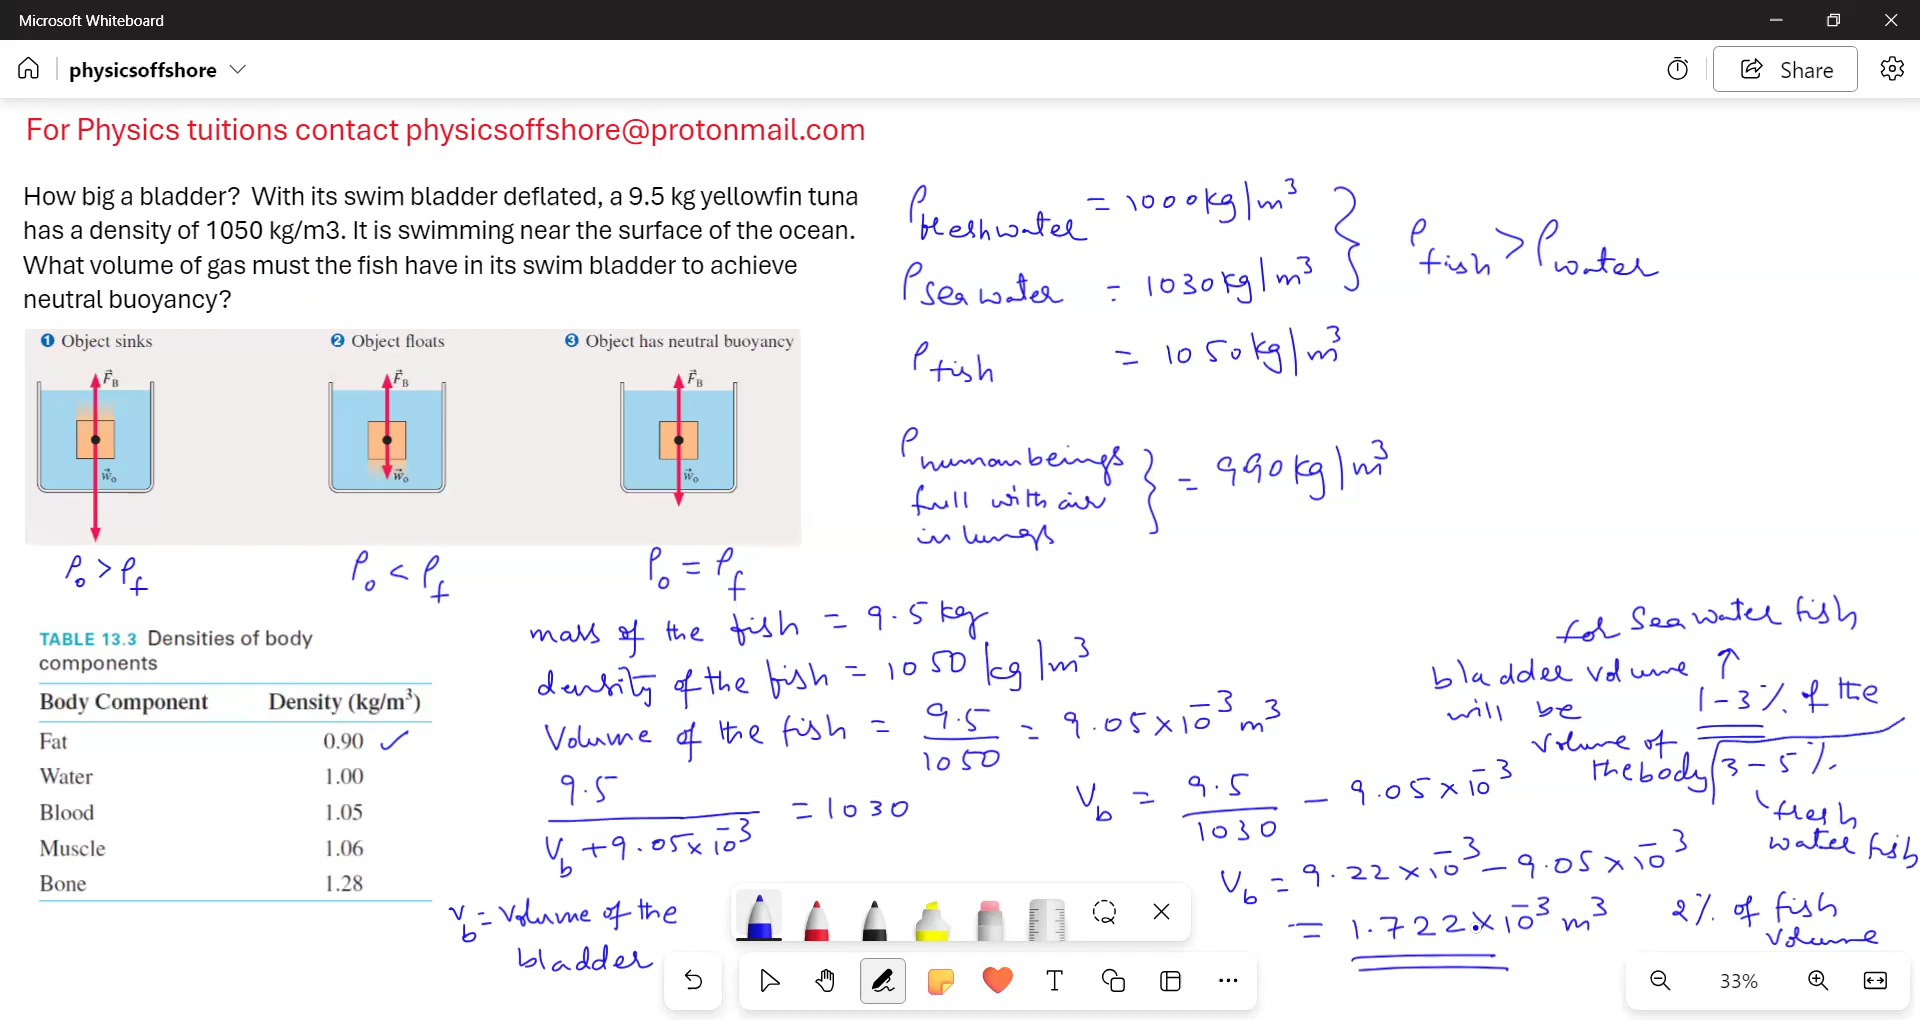 Microsoft Whiteboard
physicsoffshore
Share
For Physics tuitions contact physicsoffshore@protonmail.com
How big a bladder? With its swim bladder deflated, a 9.5 kg yellowfin tuna
has a density of 1050 kg/m3. It is swimming near the surface of the ocean.
What volume of gas must the fish have in its swim bladder to achieve
neutral buoyancy?
1 Object sinks
2 Object floats
3 Object has neutral buoyancy
F⃗B
w⃗o
F⃗B
w⃗o
F⃗B
w⃗o
ρo > ρf
ρo < ρf
ρo = ρf
ρfreshwater = 1000 kg/m³
ρsea water = 1030 kg/m³
} ρfish > ρwater
ρfish = 1050 kg/m³
ρhuman beings
full with air
in lungs
} = 990 kg/m³
TABLE 13.3 Densities of body
components
Body Component Density (kg/m³)
Fat 0.90 ✓
Water 1.00
Blood 1.05
Muscle 1.06
Bone 1.28
mass of the fish = 9.5 kg
density of the fish = 1050 kg/m³
Volume of the fish = 9.5/1050 = 9.05 × 10⁻³ m³
9.5/(Vb + 9.05 × 10⁻³) = 1030
Vb = volume of the
bladder
Vb = 9.5/1030 − 9.05 × 10⁻³
Vb = 9.22 × 10⁻³ − 9.05 × 10⁻³
= 1.722 × 10⁻³ m³
2% of fish
volume
for Sea water fish
bladder volume ↑
will be 1-3% of the
volume of
the body 3-5%
fresh
water fish
33%